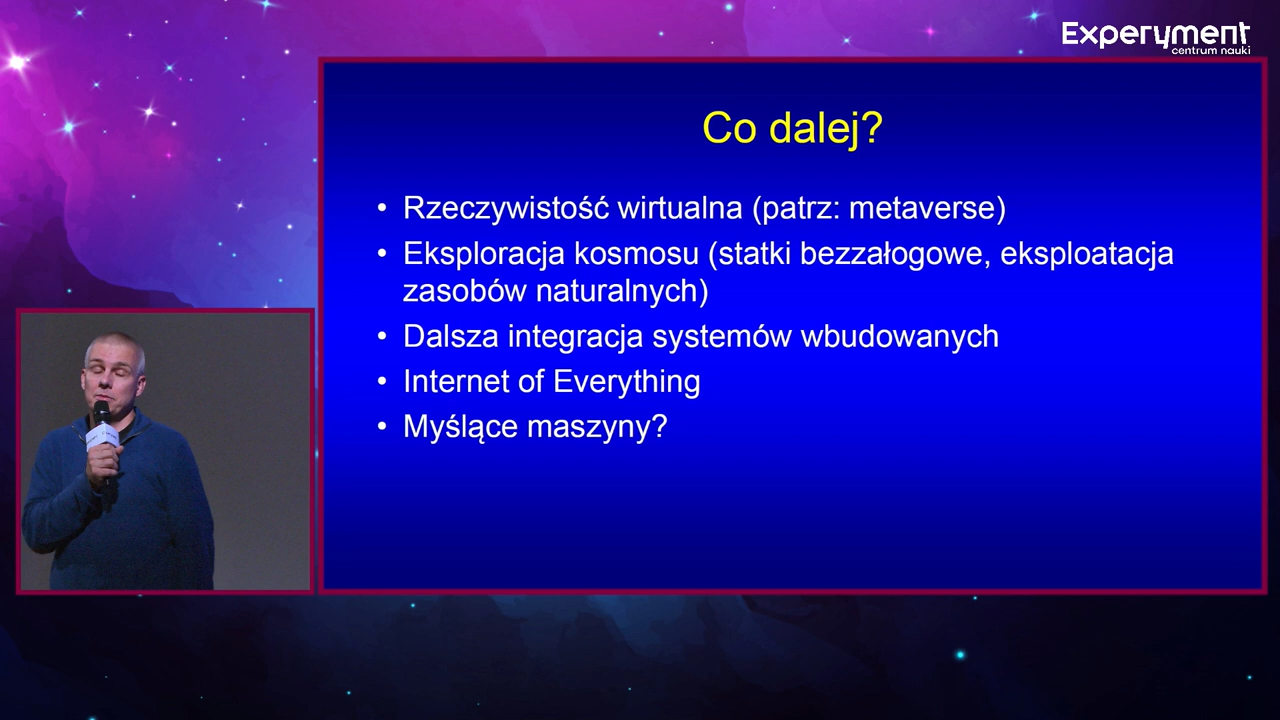 Experyment
centrum nauki
Co dalej?
• Rzeczywistość wirtualna (patrz: metaverse)
• Eksploracja kosmosu (statki bezzałogowe, eksploatacja
zasobów naturalnych)
• Dalsza integracja systemów wbudowanych
• Internet of Everything
• Myślące maszyny?